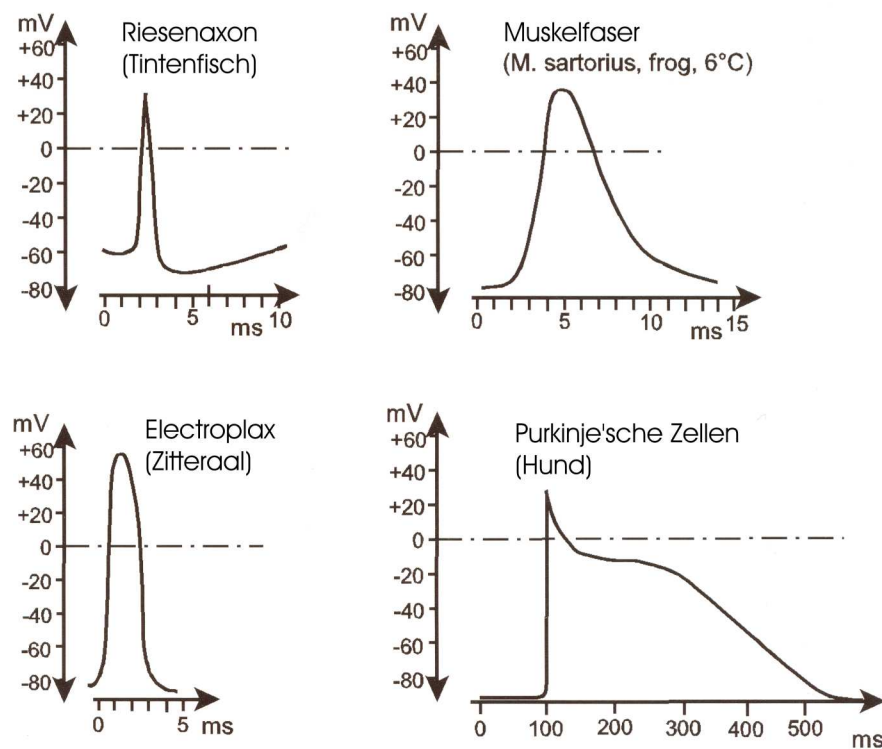 mV
Riesenaxon
(Tintenfisch)
+60
+40
+20
0
-20
-40
-60
-80
0
5
10
ms
mV
Muskelfaser
(M. sartorius, frog, 6°C)
+60
+40
+20
0
-20
-40
-60
-80
0
5
10
15
ms
mV
Electroplax
(Zitteraal)
+60
+40
+20
0
-20
-40
-60
-80
0
5
ms
mV
Purkinje'sche Zellen
(Hund)
+60
+40
+20
0
-20
-40
-60
-80
0
100
200
300
400
500
ms